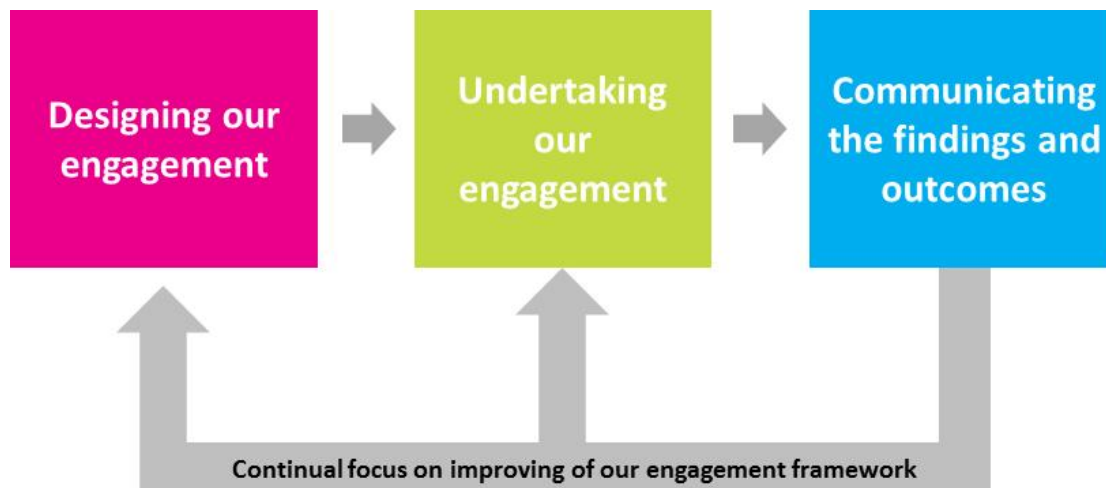 Designing our
engagement
Undertaking
our
engagement
Communicating
the findings and
outcomes
Continual focus on improving of our engagement framework